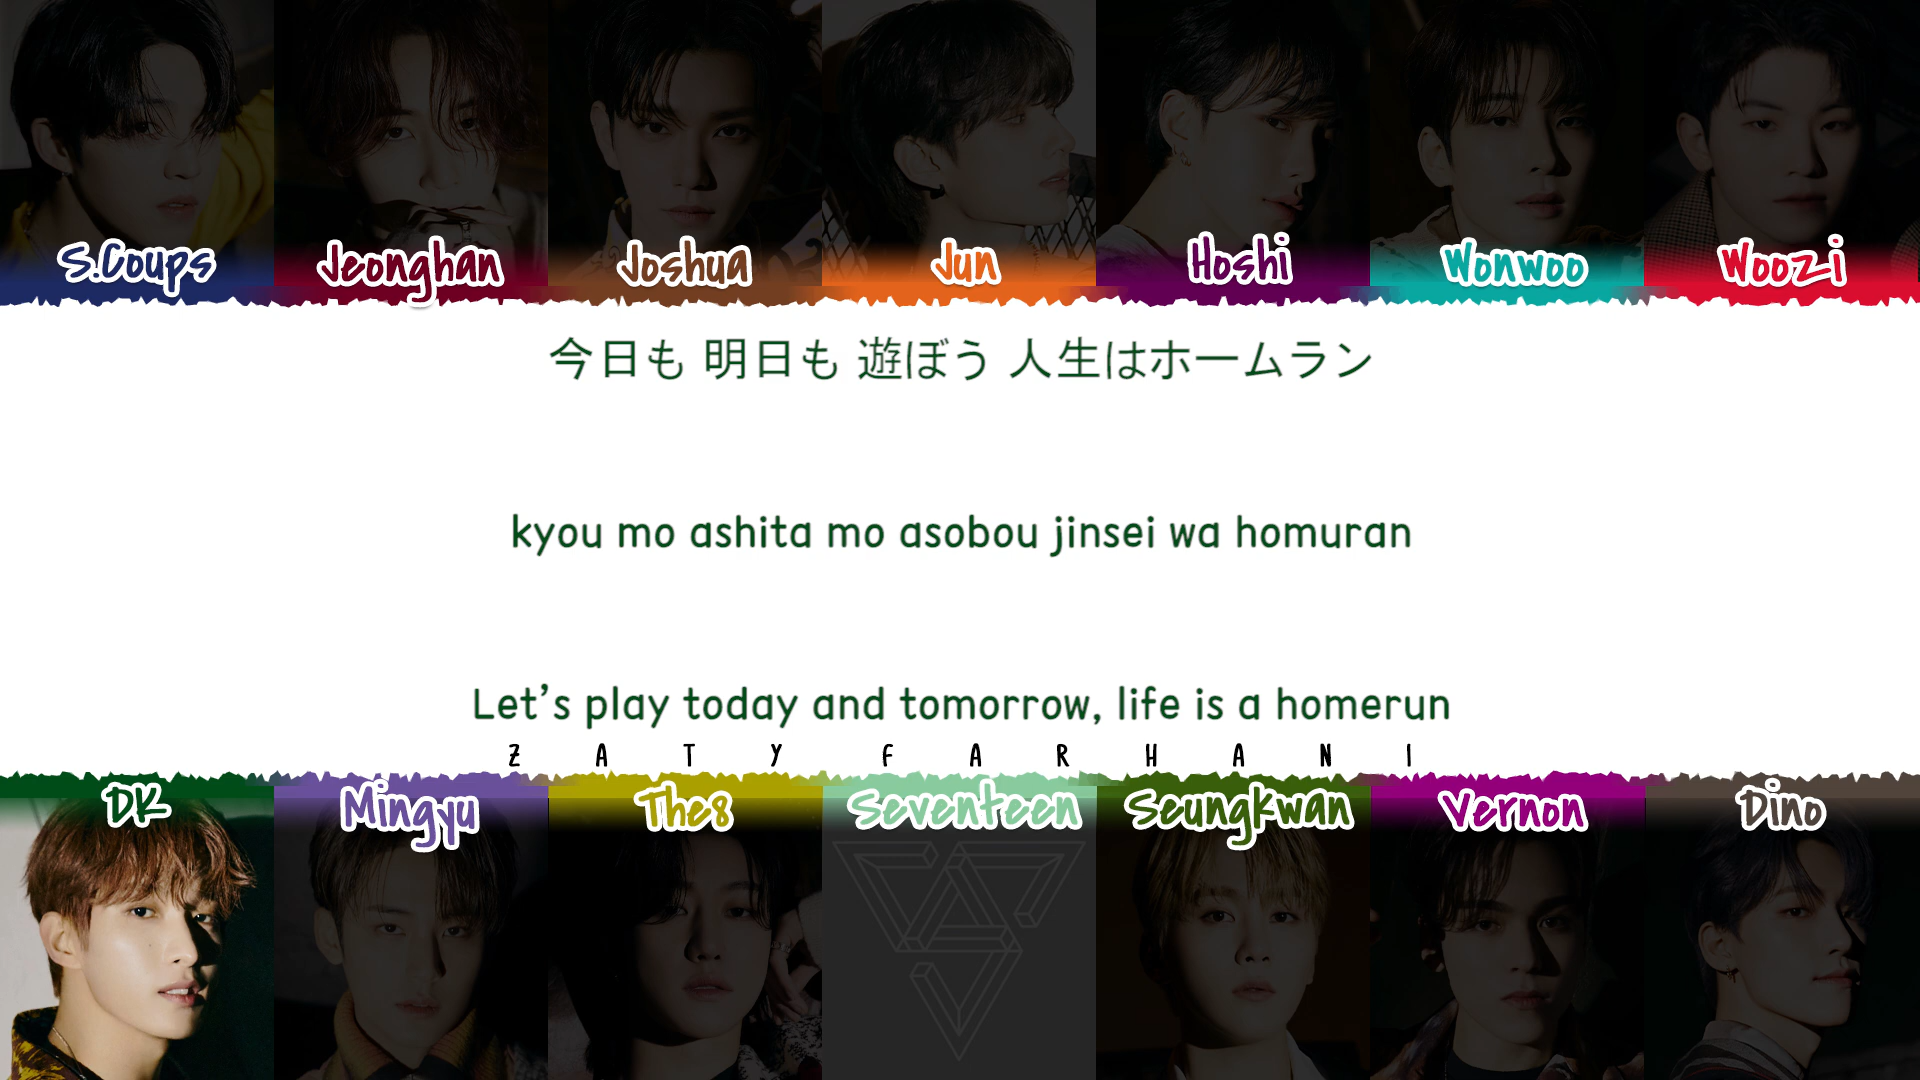 S.Coups
Jeonghan
Joshua
Jun
Hoshi
Wonwoo
Woozi
今日も 明日も 遊ぼう 人生はホームラン
kyou mo ashita mo asobou jinsei wa homuran
Let's play today and tomorrow, life is a homerun
ZATY FARHANI
DK
Mingyu
The8
Seventeen
Seungkwan
Vernon
Dino